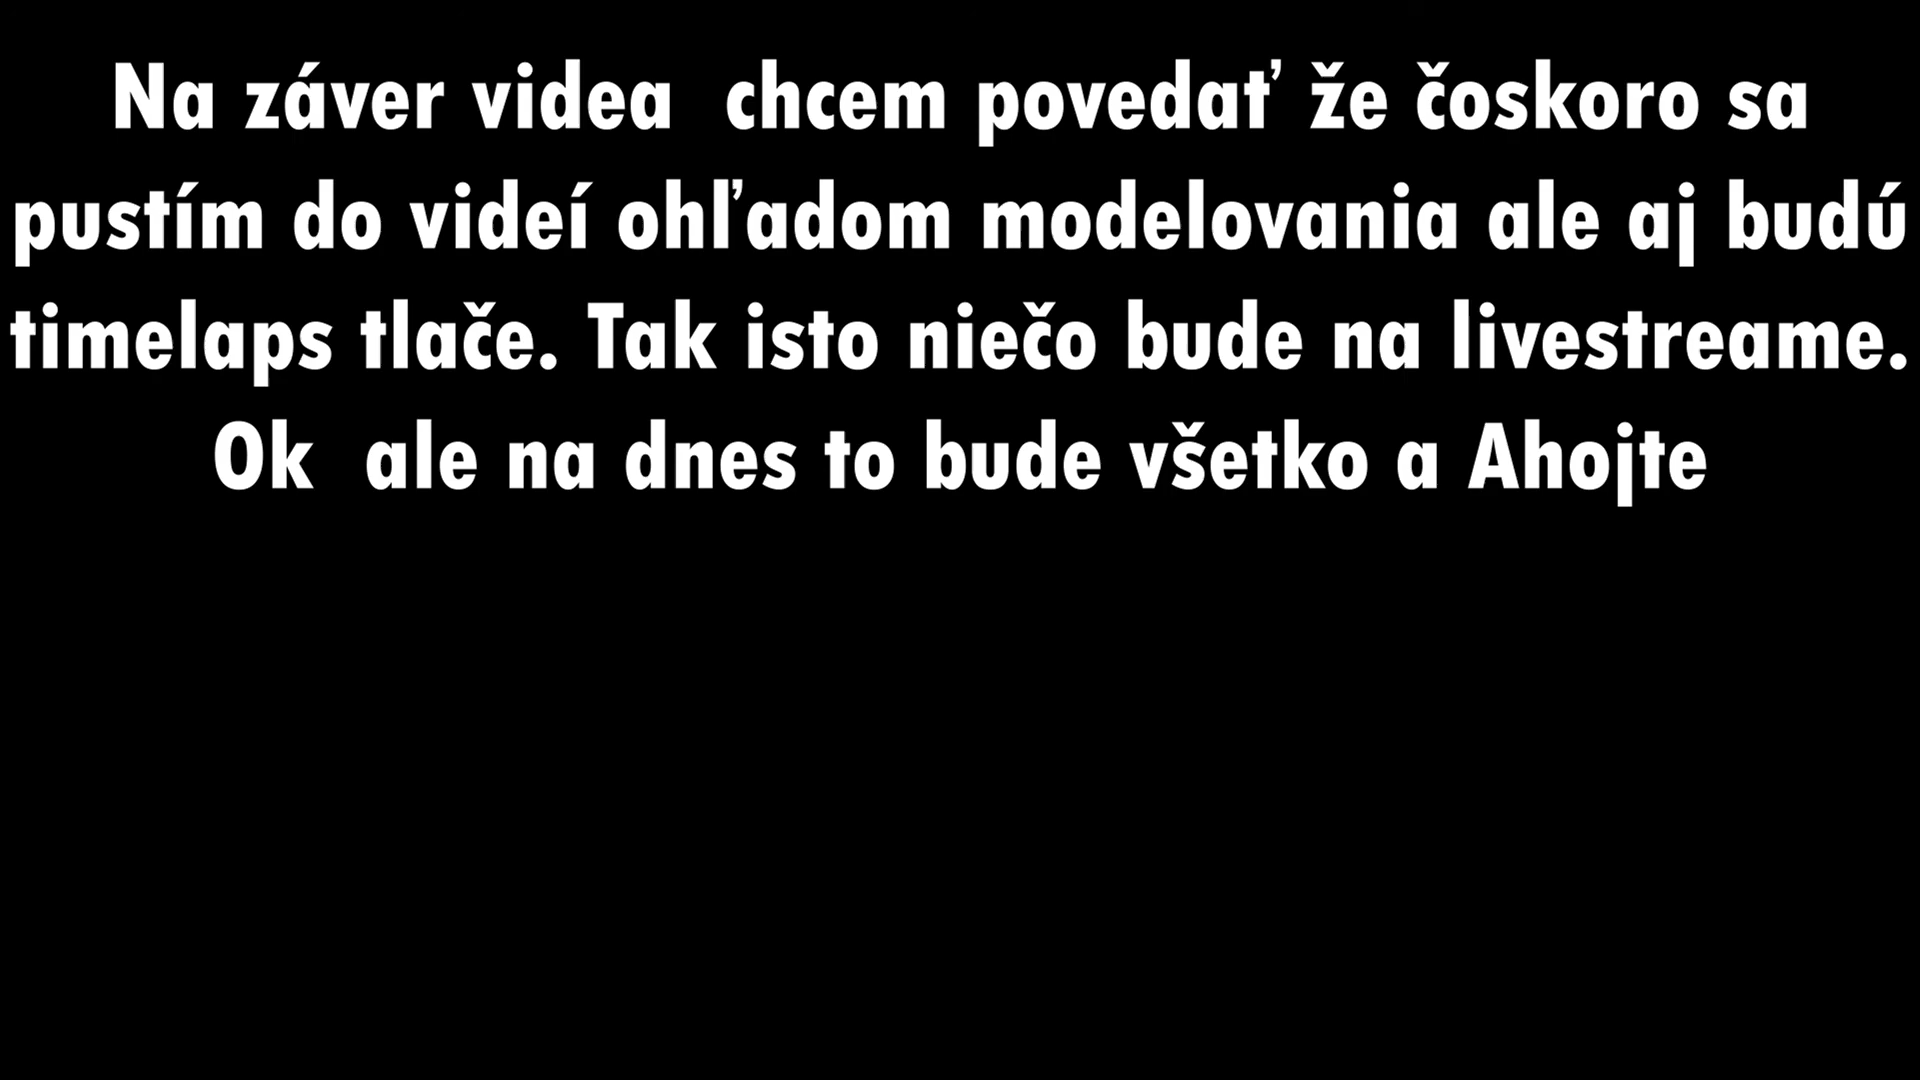 Na záver videa  chcem povedať že čoskoro sa
pustím do videí ohľadom modelovania ale aj budú
timelaps tlače. Tak isto niečo bude na livestreame.
Ok  ale na dnes to bude všetko a Ahojte